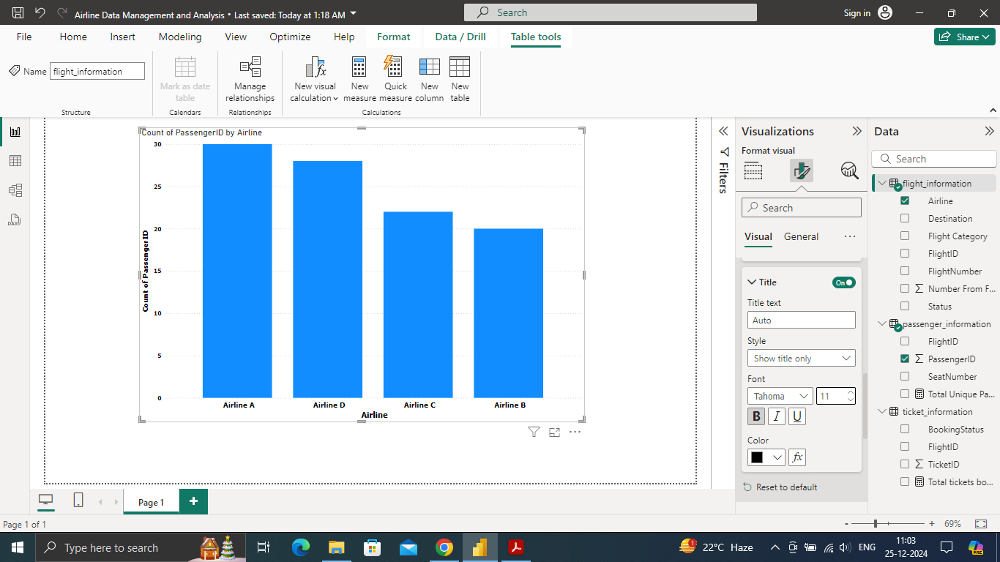 Airline Data Management and Analysis • Last saved: Today at 1:18 AM
Search
Sign in
File Home Insert Modeling View Optimize Help Format Data / Drill Table tools
Share
Name flight_information
Mark as date
table
Manage
relationships
New visual
calculation
New
measure
Quick
measure
New
column
New
table
Structure
Calendars
Relationships
Calculations
Count of PassengerID by Airline
30
25
20
15
10
5
0
Count of PassengerID
Airline A Airline D Airline C Airline B
Airline
DAX
Filters
Visualizations
Format visual
Search
Visual General
Title On
Title text
Auto
Style
Show title only
Font
Tahoma 11
B I U
Color
fx
Reset to default
Data
Search
flight_information
Airline
Destination
Flight Category
FlightID
FlightNumber
Number From F...
Status
passenger_information
FlightID
PassengerID
SeatNumber
Total Unique Pa...
ticket_information
BookingStatus
FlightID
TicketID
Total tickets bo...
Page 1
Page 1 of 1
- + 69%
Type here to search
1
22°C Haze
ENG
11:03
25-12-2024
PRE